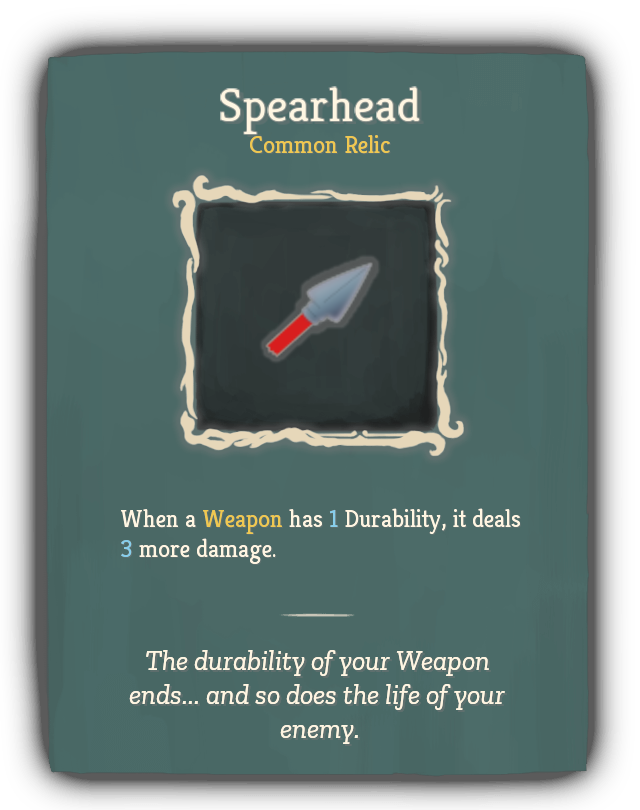 Spearhead
Common Relic
When a Weapon has 1 Durability, it deals
3 more damage.
The durability of your Weapon
ends... and so does the life of your
enemy.